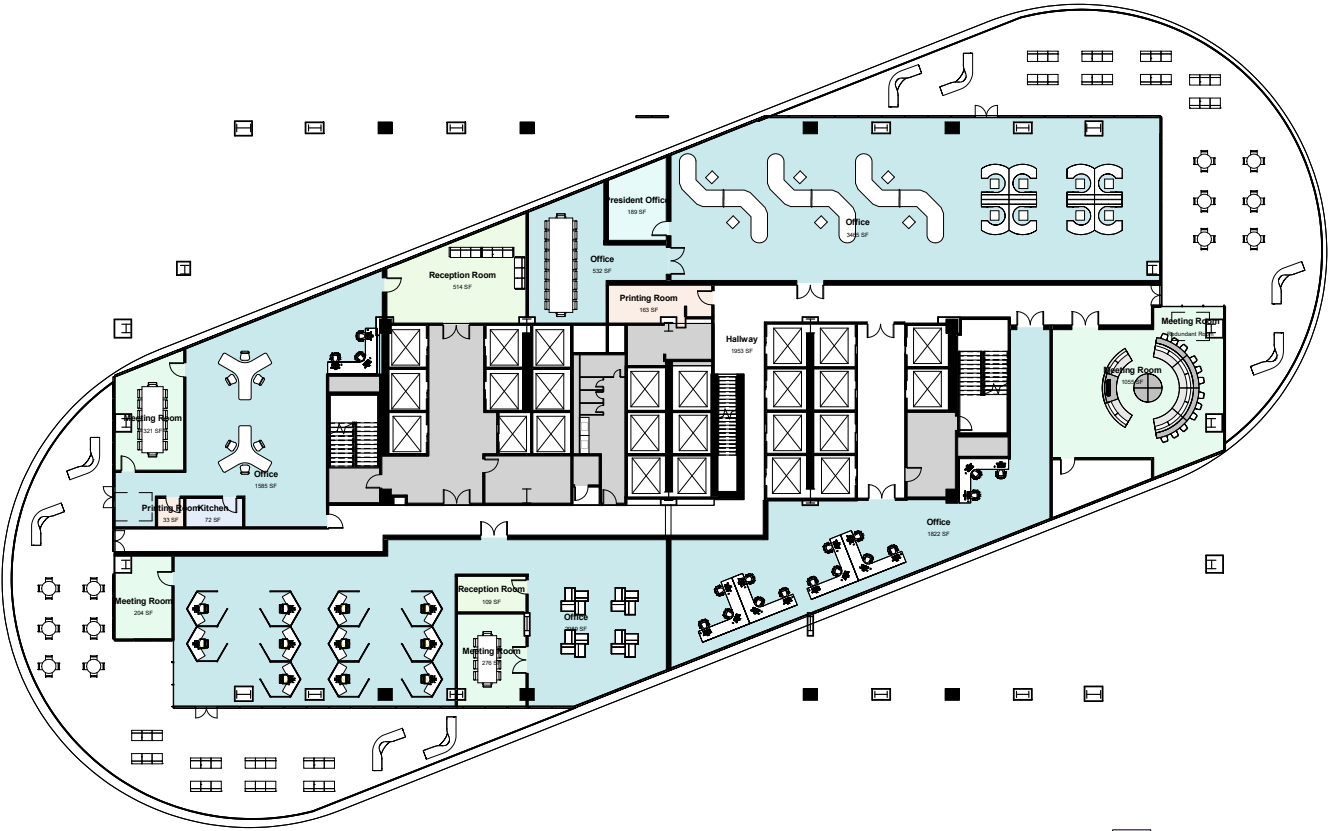 President Office
189 SF
Office
Office
532 SF
Reception Room
514 SF
Printing Room
163 SF
Hallway
1953 SF
Meeting Room
Redundant Room
Meeting Room
1055 SF
Meeting Room
321 SF
Office
1585 SF
Printing Room
33 SF
Kitchen
72 SF
Office
1822 SF
Reception Room
109 SF
Meeting Room
204 SF
Office
Meeting Room
276 SF